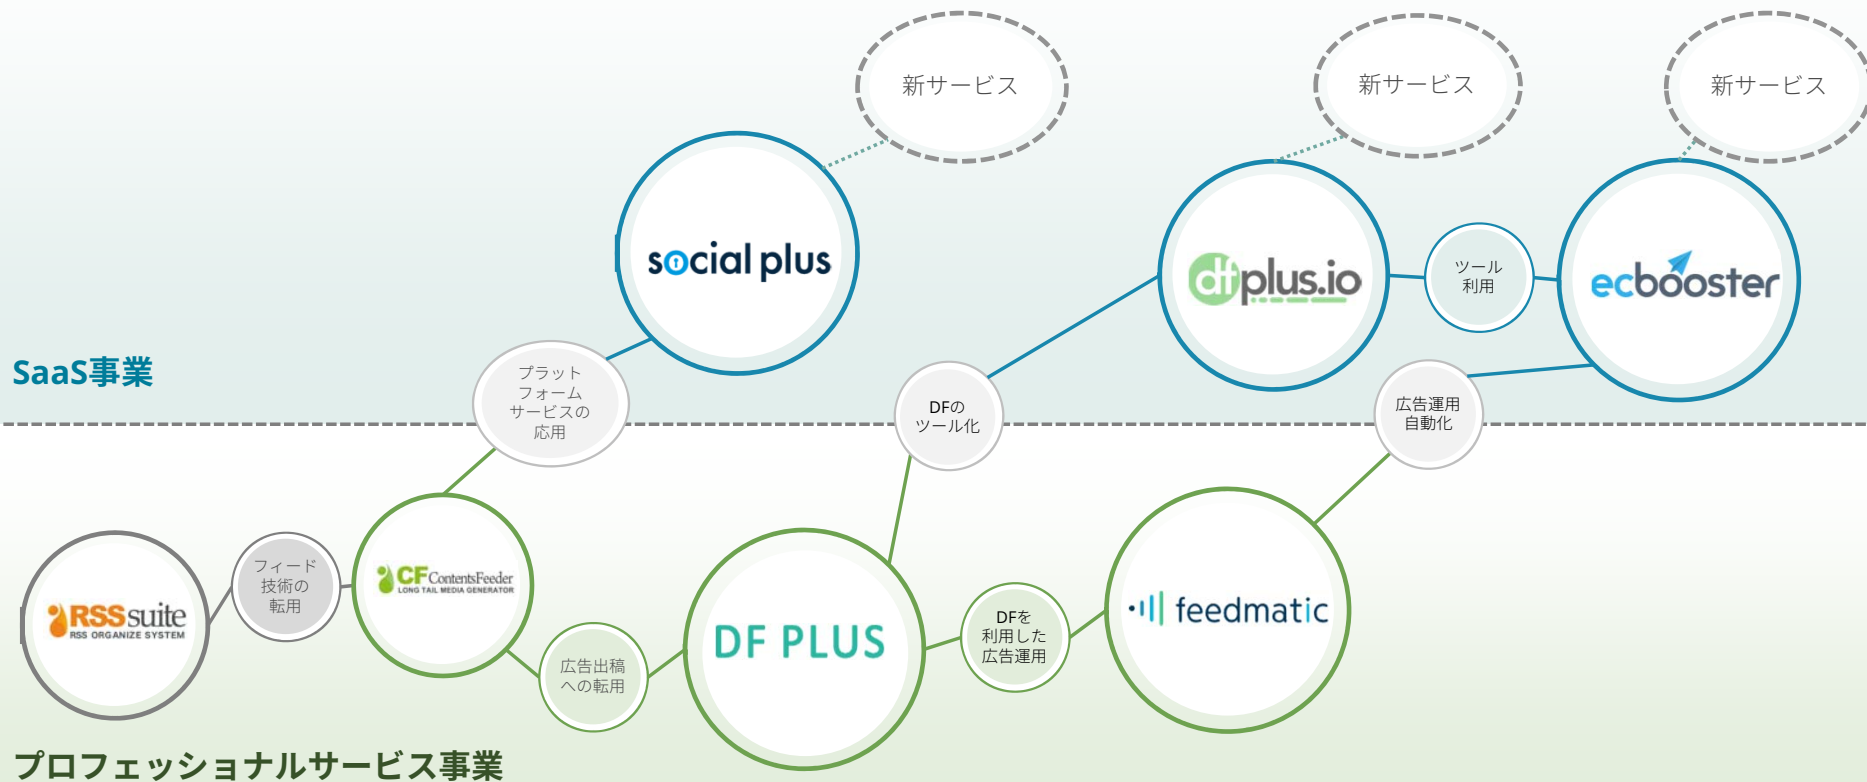 新サービス
新サービス
新サービス
social plus
dfplus.io
ツール
利用
ecbooster
SaaS事業
プラット
フォーム
サービスの
応用
DFの
ツール化
広告運用
自動化
RSS suite
RSS ORGANIZE SYSTEM
フィード
技術の
転用
CF ContentsFeeder
LONG TAIL MEDIA GENERATOR
広告出稿
への転用
DF PLUS
DFを
利用した
広告運用
feedmatic
プロフェッショナルサービス事業